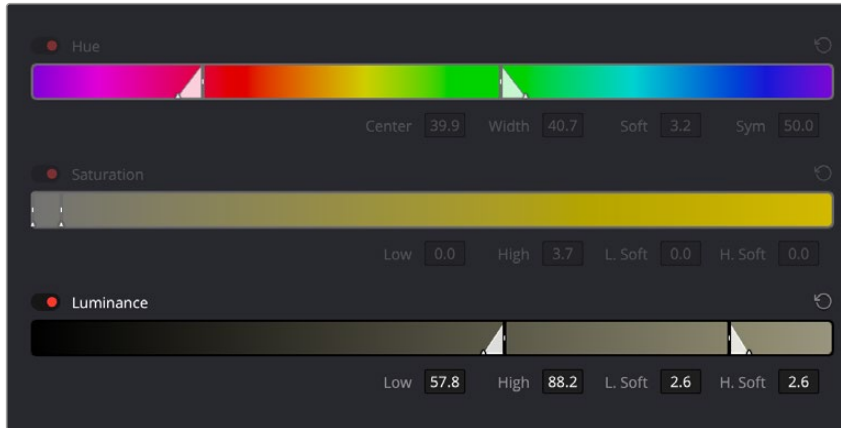 Hue
Center 39.9 Width 40.7 Soft 3.2 Sym 50.0
Saturation
Low 0.0 High 3.7 L. Soft 0.0 H. Soft 0.0
Luminance
Low 57.8 High 88.2 L. Soft 2.6 H. Soft 2.6